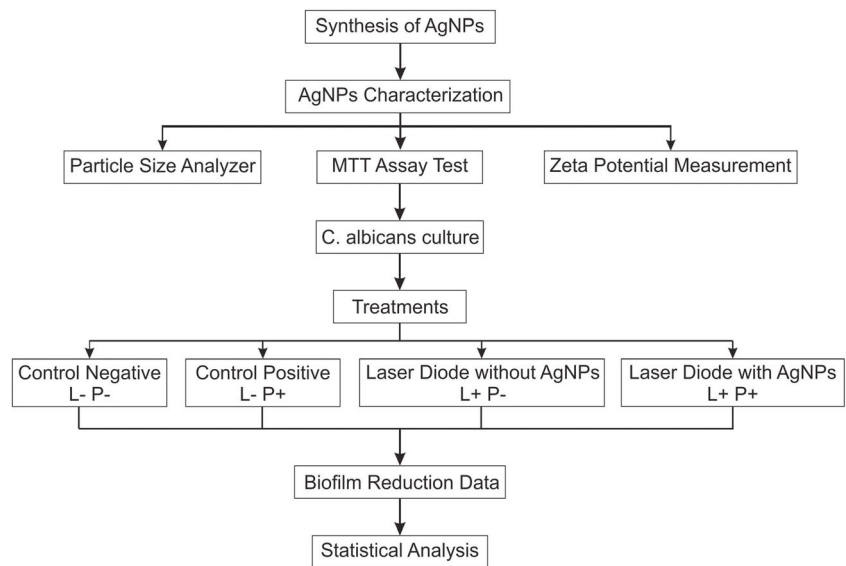 Synthesis of AgNPs
AgNPs Characterization
Particle Size Analyzer
MTT Assay Test
Zeta Potential Measurement
C. albicans culture
Treatments
Control Negative
L- P-
Control Positive
L- P+
Laser Diode without AgNPs
L+ P-
Laser Diode with AgNPs
L+ P+
Biofilm Reduction Data
Statistical Analysis